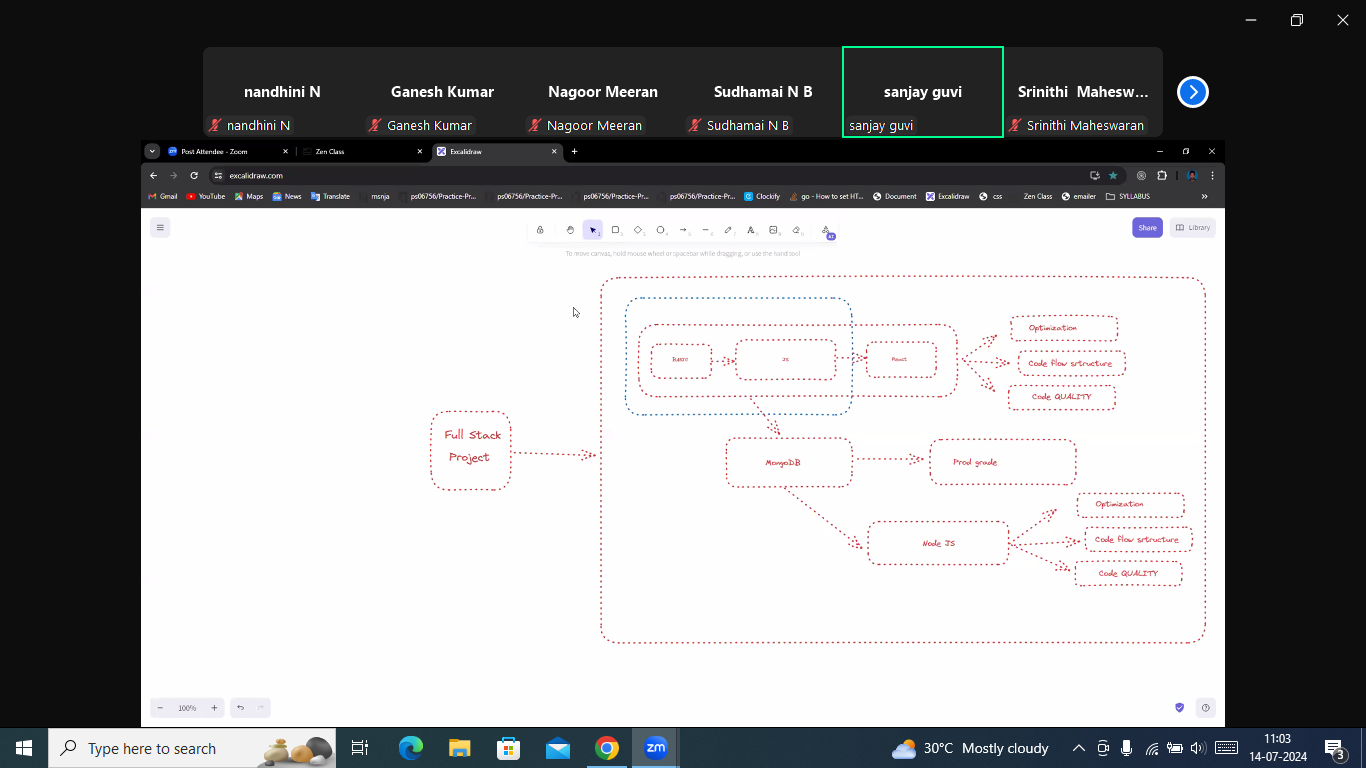 nandhini N
Ganesh Kumar
Nagoor Meeran
Sudhamai N B
sanjay guvi
Srinithi Mahesw...
nandhini N
Ganesh Kumar
Nagoor Meeran
Sudhamai N B
sanjay guvi
Srinithi Maheswaran
Post Attendee - Zoom
Zen Class
Excalidraw
excalidraw.com
Gmail
YouTube
Maps
News
Translate
msnja
ps06756/Practice-Pr...
ps06756/Practice-Pr...
ps06756/Practice-Pr...
ps06756/Practice-Pr...
Clockify
go - How to set HT...
Document
Excalidraw
css
Zen Class
emailer
SYLLABUS
Share
Library
To move canvas, hold mouse wheel or spacebar while dragging, or use the hand tool
Full Stack
Project
JS
React
Optimization
Code flow srtucture
Code QUALITY
MongoDB
Prod grade
Node JS
Optimization
Code flow srtucture
Code QUALITY
100%
Type here to search
zm
30°C Mostly cloudy
11:03
14-07-2024
3